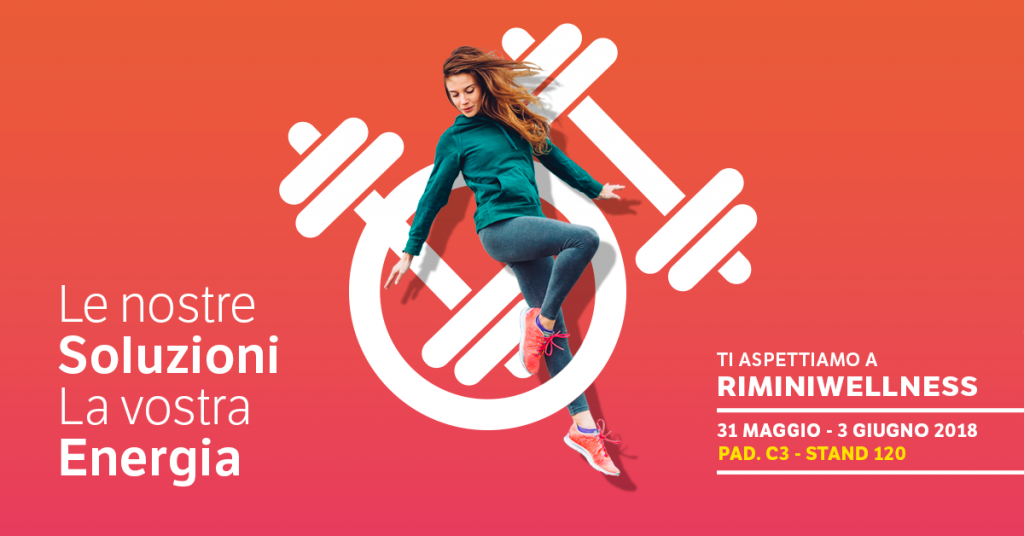 Le nostre
Soluzioni
La vostra
Energia
TI ASPETTIAMO A
RIMINIWELLNESS
31 MAGGIO - 3 GIUGNO 2018
PAD. C3 - STAND 120